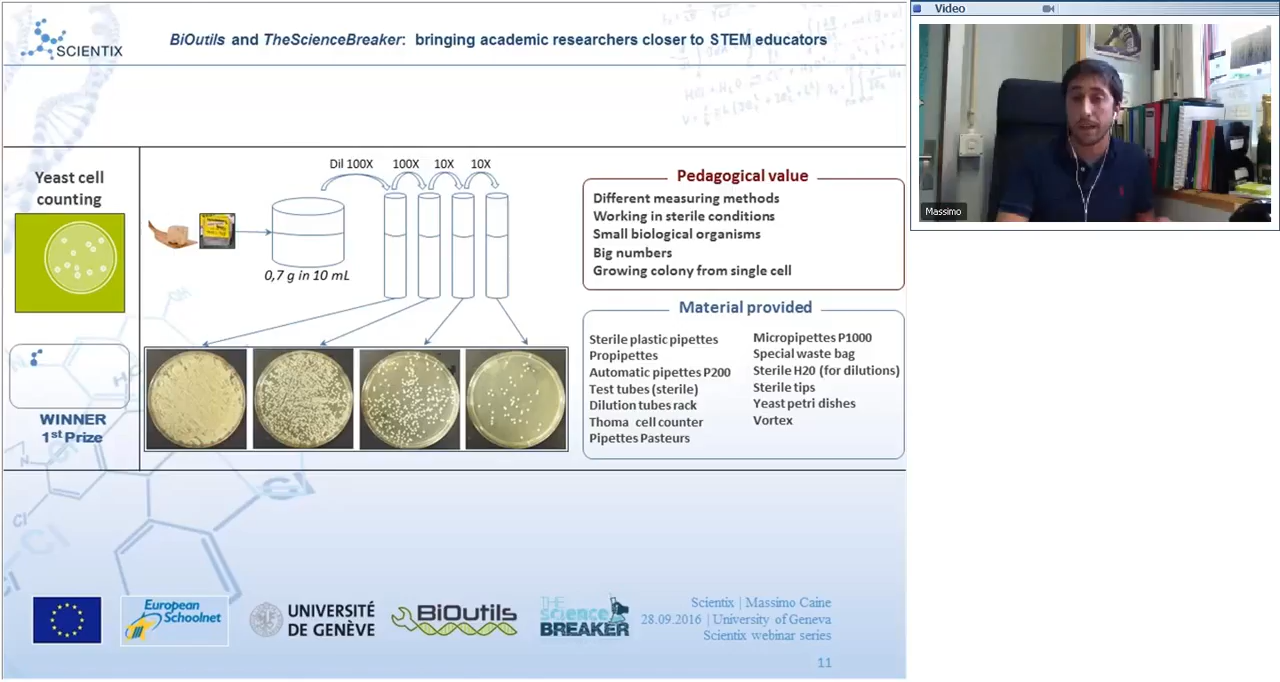 SCIENTIX
BiOutils and TheScienceBreaker: bringing academic researchers closer to STEM educators
Yeast cell
counting
WINNER
1st Prize
Dil 100X 100X 10X 10X
0,7 g in 10 mL
Pedagogical value
Different measuring methods
Working in sterile conditions
Small biological organisms
Big numbers
Growing colony from single cell
Material provided
Sterile plastic pipettes
Propipettes
Automatic pipettes P200
Test tubes (sterile)
Dilution tubes rack
Thoma cell counter
Pipettes Pasteurs
Micropipettes P1000
Special waste bag
Sterile H20 (for dilutions)
Sterile tips
Yeast petri dishes
Vortex
European
Schoolnet
UNIVERSITÉ
DE GENÈVE
BiOutils
THE
science
BREAKER
Scientix | Massimo Caine
28.09.2016 | University of Geneva
Scientix webinar series
11
Video
Massimo